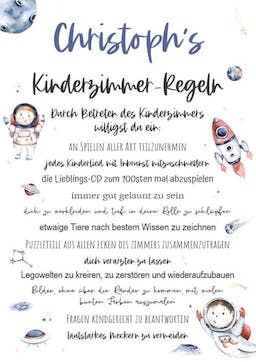 Christoph's
Kinderzimmer-Regeln
Durch Betreten des Kinderzimmers
willigst du ein:
an Spielen aller Art teilzunehmen
jedes Kinderlied mit Inbrunst mitzuschmettern
die Lieblings-CD zum 100sten mal abzuspielen
immer gut gelaunt zu sein
dich zu verkleiden und tief in deine Rolle zu schlüpfen
etwaige Tiere nach bestem Wissen zu zeichnen
Puzzleteile aus allen Ecken des Zimmers zusammenzutragen
dich verarzten zu lassen
Legowelten zu kreiren, zu zerstören und wiederaufzubauen
Bilder, ohne über die Ränder zu kommen, mit vielen
bunten Farben auszumalen
Fragen kindgerecht zu beantworten
lautstarkes Meckern zu vermeiden